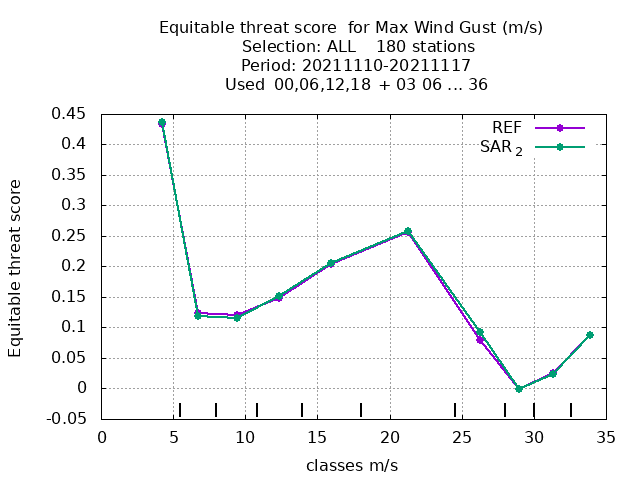 Equitable threat score  for Max Wind Gust (m/s)
Selection: ALL    180 stations
Period: 20211110-20211117
Used  00,06,12,18  + 03 06 ... 36
REF
SAR 2
Equitable threat score
0.45
0.4
0.35
0.3
0.25
0.2
0.15
0.1
0.05
0
-0.05
0 5 10 15 20 25 30 35
classes m/s